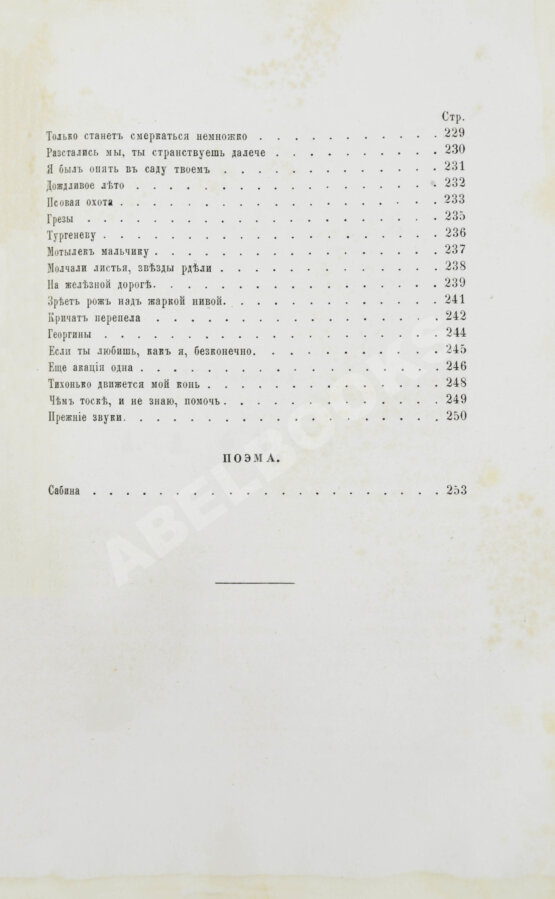 Стр.
Только станетъ смеркаться немножко . . . . . . . . . . . 229
Разстались мы, ты странствуешь далече . . . . . . . . . 230
Я былъ опять въ саду твоемъ . . . . . . . . . . . . 231
Дождливое лѣто . . . . . . . . . . . . . . . . 232
Псовая охота . . . . . . . . . . . . . . . . . 233
Грезы . . . . . . . . . . . . . . . . . . . 235
Тургеневу . . . . . . . . . . . . . . . . . . 236
Мотылекъ мальчику . . . . . . . . . . . . . . . 237
Молчали листья, звѣзды рдѣли . . . . . . . . . . . . 238
На желѣзной дорогѣ. . . . . . . . . . . . . . . . 239
Зрѣетъ рожь надъ жаркой нивой. . . . . . . . . . . . 241
Кричатъ перепела . . . . . . . . . . . . . . . 242
Георгины . . . . . . . . . . . . . . . . . . 244
Если ты любишь, какъ я, безконечно. . . . . . . . . . 245
Еще акація одна . . . . . . . . . . . . . . . . 246
Тихонько движется мой конь . . . . . . . . . . . . 248
Чѣмъ тоскѣ, и не знаю, помочь . . . . . . . . . . . . 249
Прежніе звуки. . . . . . . . . . . . . . . . . 250
ПОЭМА.
Сабина . . . . . . . . . . . . . . . . . . . 253
ABELBOOKS